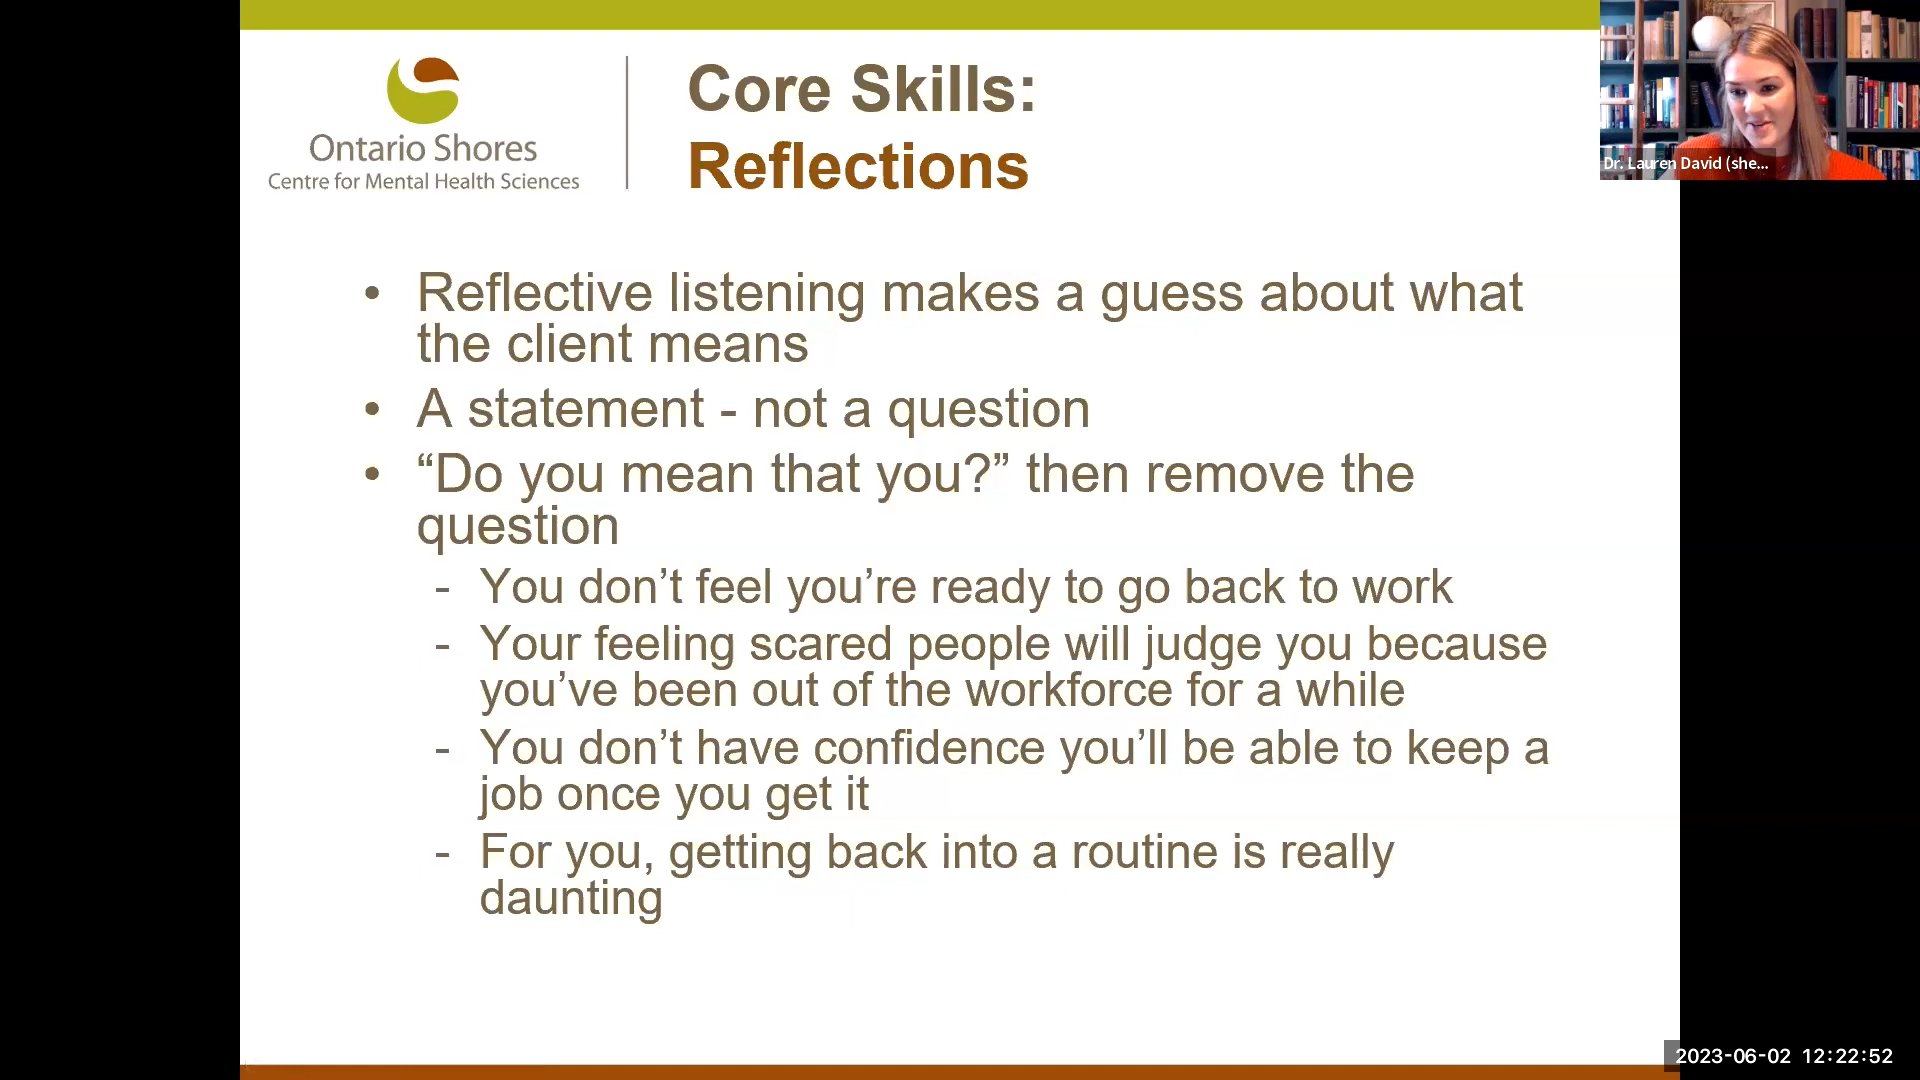 Ontario Shores
Centre for Mental Health Sciences
Core Skills:
Reflections
Dr. Lauren David (she...
• Reflective listening makes a guess about what
the client means
• A statement - not a question
• “Do you mean that you?” then remove the
question
- You don’t feel you’re ready to go back to work
- Your feeling scared people will judge you because
you’ve been out of the workforce for a while
- You don’t have confidence you’ll be able to keep a
job once you get it
- For you, getting back into a routine is really
daunting
2023-06-02 12:22:52